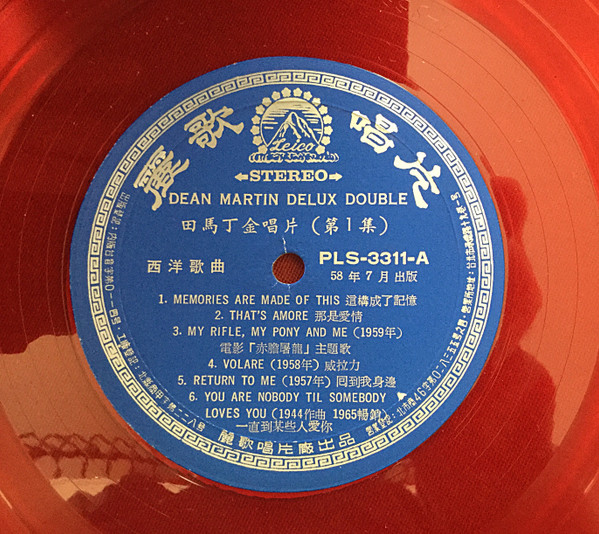 麗歌唱片
Leico
STEREO
DEAN MARTIN DELUX DOUBLE
田馬丁金唱片(第1集)
西洋歌曲
PLS-3311-A
58年7月出版
1. MEMORIES ARE MADE OF THIS 這構成了記憶
2. THAT'S AMORE 那是愛情
3. MY RIFLE, MY PONY AND ME (1959年)
電影「赤膽屠龍」主題歌
4. VOLARE (1958年) 威拉力
5. RETURN TO ME (1957年) 回到我身邊
6. YOU ARE NOBODY TIL SOMEBODY
LOVES YOU (1944作曲 1965暢銷)
一直到某些人愛你
麗歌唱片廠出品